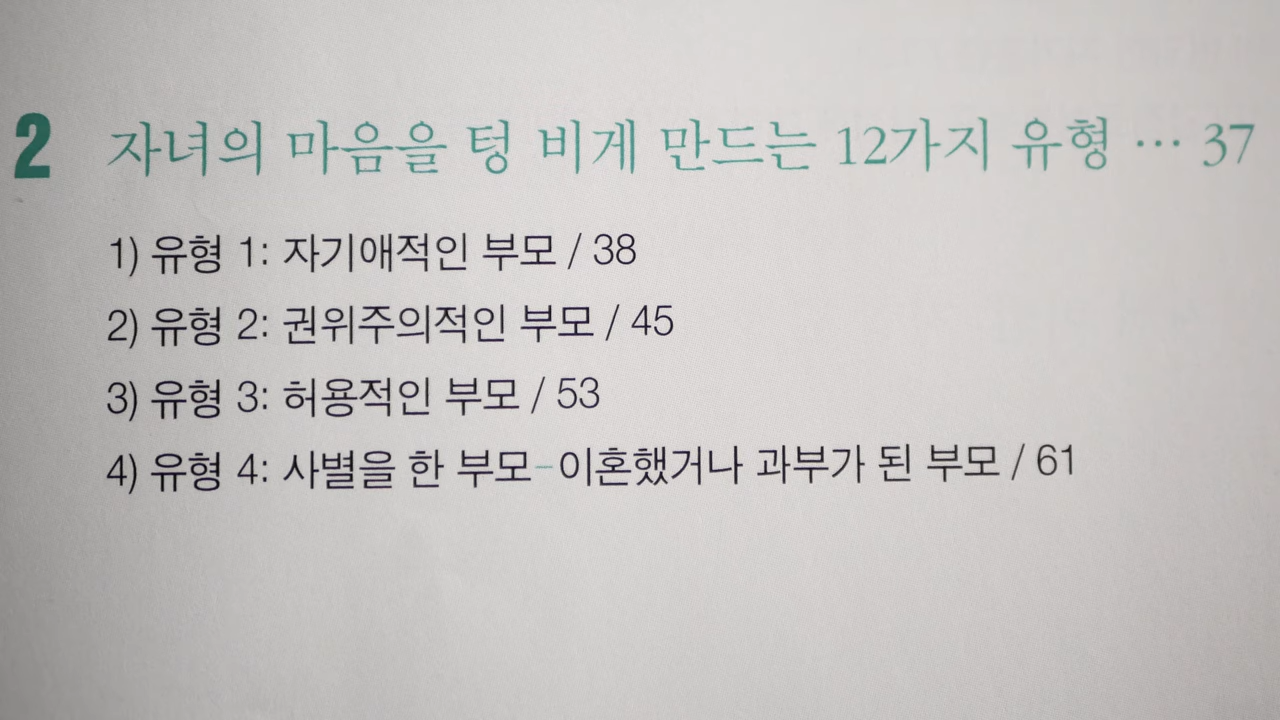 2 자녀의 마음을 텅 비게 만드는 12가지 유형 … 37
1) 유형 1: 자기애적인 부모 / 38
2) 유형 2: 권위주의적인 부모 / 45
3) 유형 3: 허용적인 부모 / 53
4) 유형 4: 사별을 한 부모–이혼했거나 과부가 된 부모 / 61